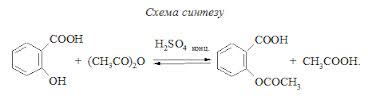 Схема синтезу
COOH
OH
+ (CH₃CO)₂O
H₂SO₄ конц.
COOH
OCOCH₃
+ CH₃COOH.